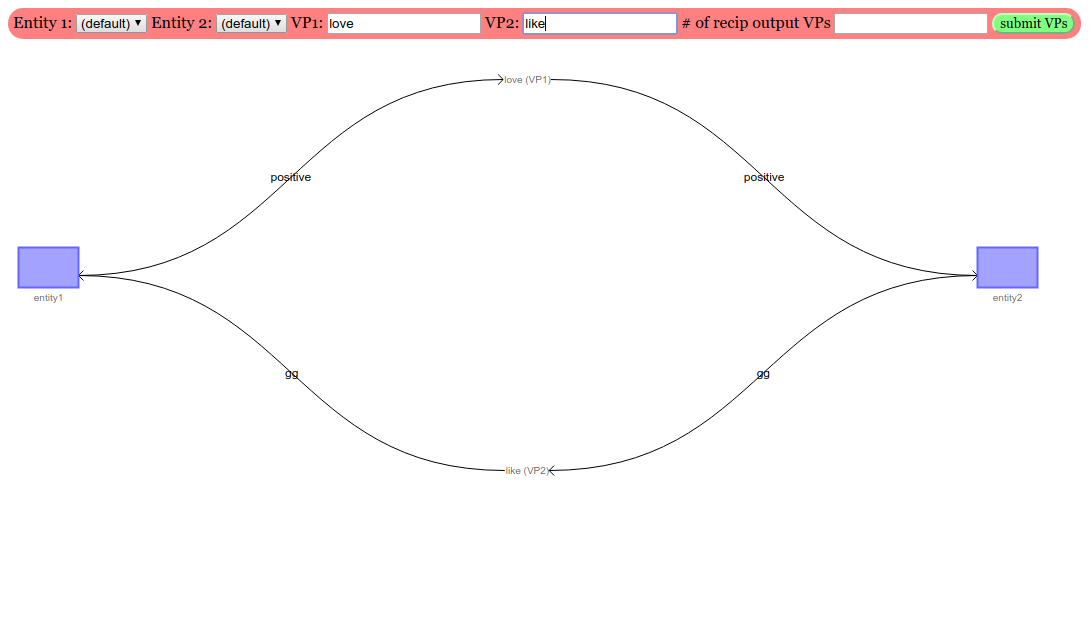 Entity 1: (default) Entity 2: (default) VP1: love VP2: like # of recip output VPs submit VPs
love (VP1)
positive positive
entity1 entity2
gg gg
like (VP2)